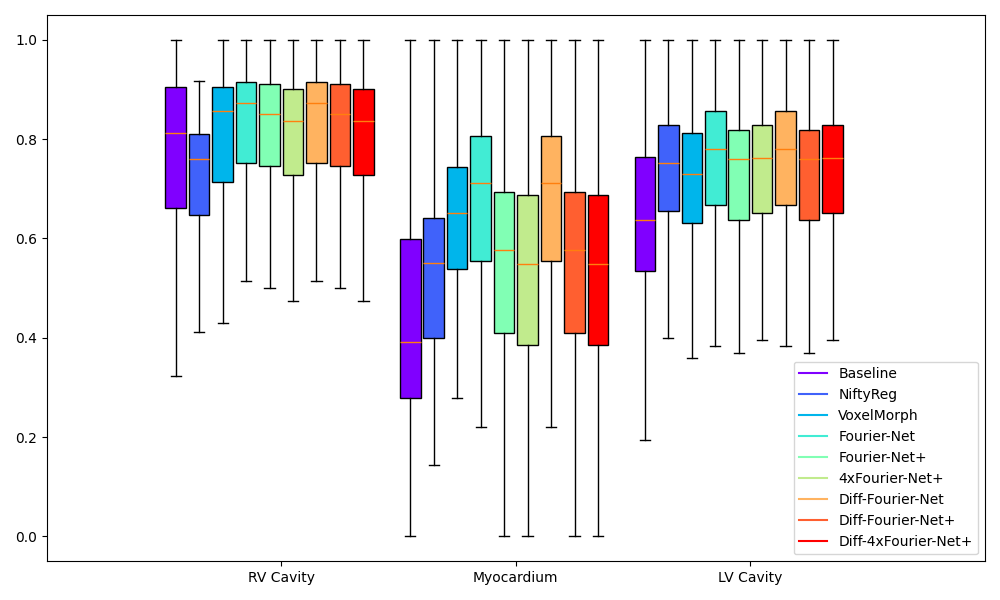 1.0
0.8
0.6
0.4
0.2
0.0
RV Cavity Myocardium LV Cavity
Baseline
NiftyReg
VoxelMorph
Fourier-Net
Fourier-Net+
4xFourier-Net+
Diff-Fourier-Net
Diff-Fourier-Net+
Diff-4xFourier-Net+